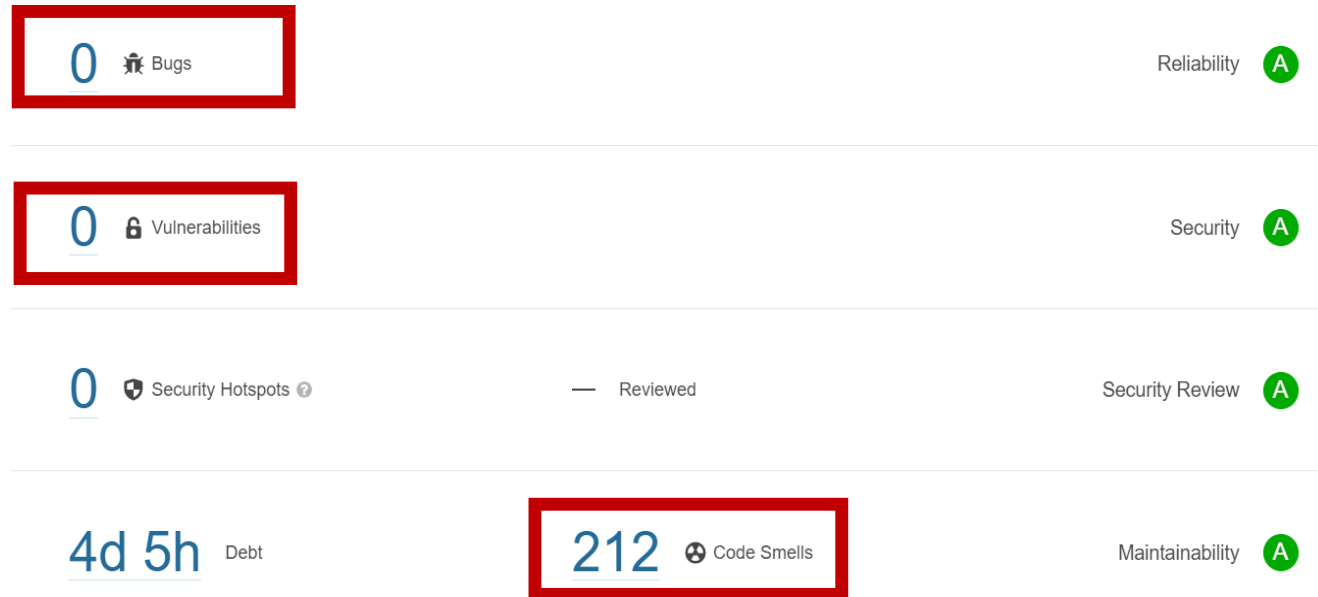 0 Bugs Reliability A
0 Vulnerabilities Security A
0 Security Hotspots ? — Reviewed Security Review A
4d 5h Debt 212 Code Smells Maintainability A